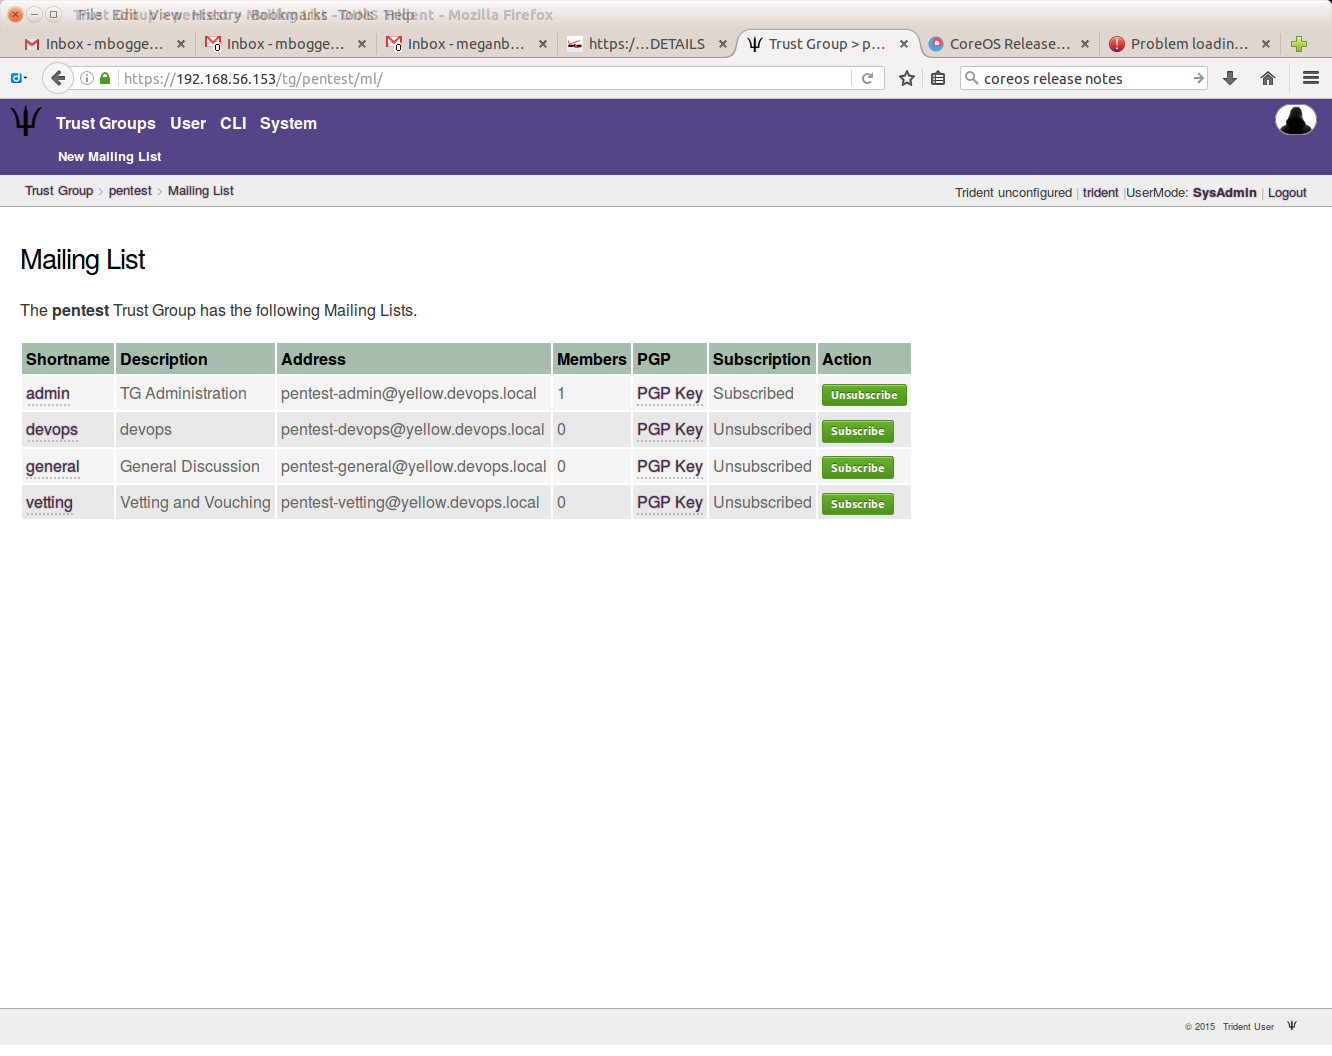 File Edit View History Bookmarks Tools Help
Trident - Mozilla Firefox
Inbox - mbogge... Inbox - mbogge... Inbox - meganb... https:/...DETAILS Trust Group > p... CoreOS Release... Problem loadin...
https://192.168.56.153/tg/pentest/ml/ coreos release notes
Trust Groups User CLI System
New Mailing List
Trust Group > pentest > Mailing List
Trident unconfigured | trident |UserMode: SysAdmin | Logout
Mailing List
The pentest Trust Group has the following Mailing Lists.
Shortname Description Address Members PGP Subscription Action
admin TG Administration pentest-admin@yellow.devops.local 1 PGP Key Subscribed Unsubscribe
devops devops pentest-devops@yellow.devops.local 0 PGP Key Unsubscribed Subscribe
general General Discussion pentest-general@yellow.devops.local 0 PGP Key Unsubscribed Subscribe
vetting Vetting and Vouching pentest-vetting@yellow.devops.local 0 PGP Key Unsubscribed Subscribe
© 2015 Trident User